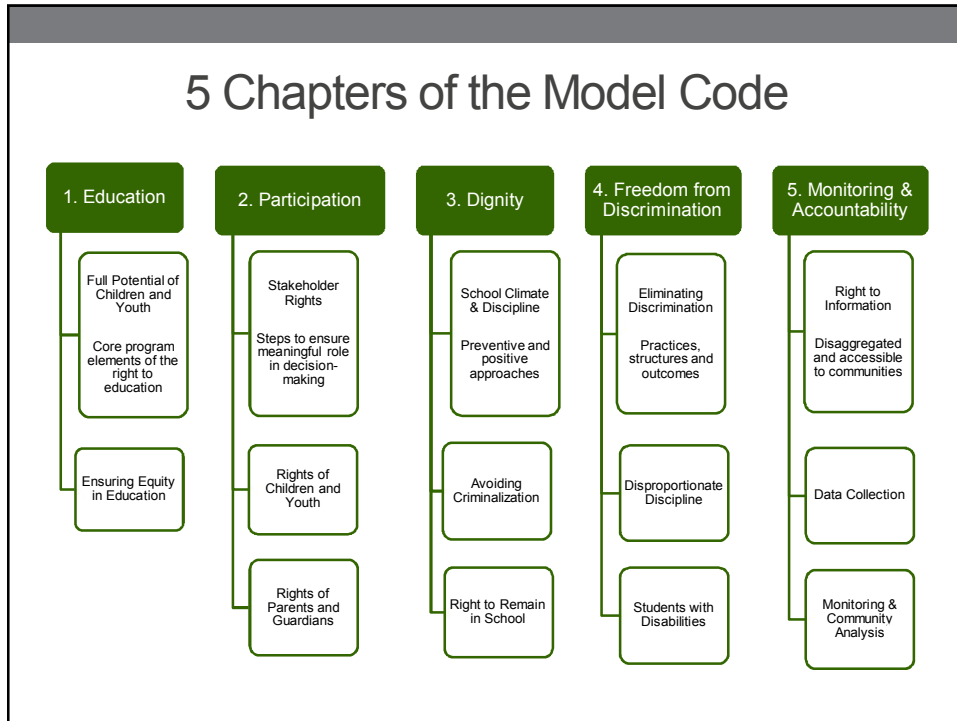 5 Chapters of the Model Code
1. Education
Full Potential of
Children and
Youth
Core program
elements of the
right to
education
Ensuring Equity
in Education
2. Participation
Stakeholder
Rights
Steps to ensure
meaningful role
in decision-
making
Rights of
Children and
Youth
Rights of
Parents and
Guardians
3. Dignity
School Climate
& Discipline
Preventive and
positive
approaches
Avoiding
Criminalization
Right to Remain
in School
4. Freedom from
Discrimination
Eliminating
Discrimination
Practices,
structures and
outcomes
Disproportionate
Discipline
Students with
Disabilities
5. Monitoring &
Accountability
Right to
Information
Disaggregated
and accessible
to communities
Data Collection
Monitoring &
Community
Analysis